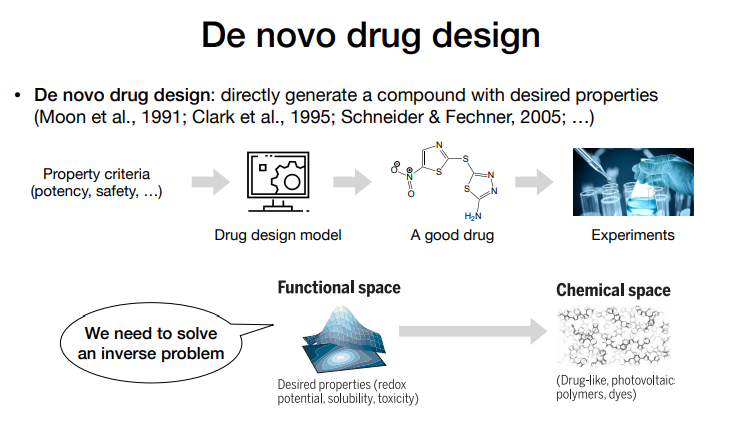 De novo drug design
• De novo drug design: directly generate a compound with desired properties
(Moon et al., 1991; Clark et al., 1995; Schneider & Fechner, 2005; …)
Property criteria
(potency, safety, …)
N
S
S
N
O
O
S
N
N
H₂N
Drug design model
A good drug
Experiments
We need to solve
an inverse problem
Functional space
Desired properties (redox
potential, solubility, toxicity)
Chemical space
(Drug-like, photovoltaic
polymers, dyes)